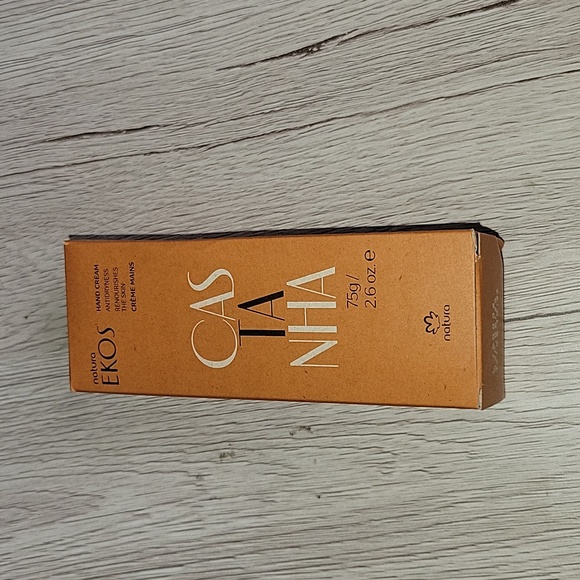 natura
EKOS
HAND CREAM
ANTIDRYNESS
RENOURISHES
THE SKIN
CRÈME MAINS
CAS
TA
NHA
75g/
2.6 oz. e
natura